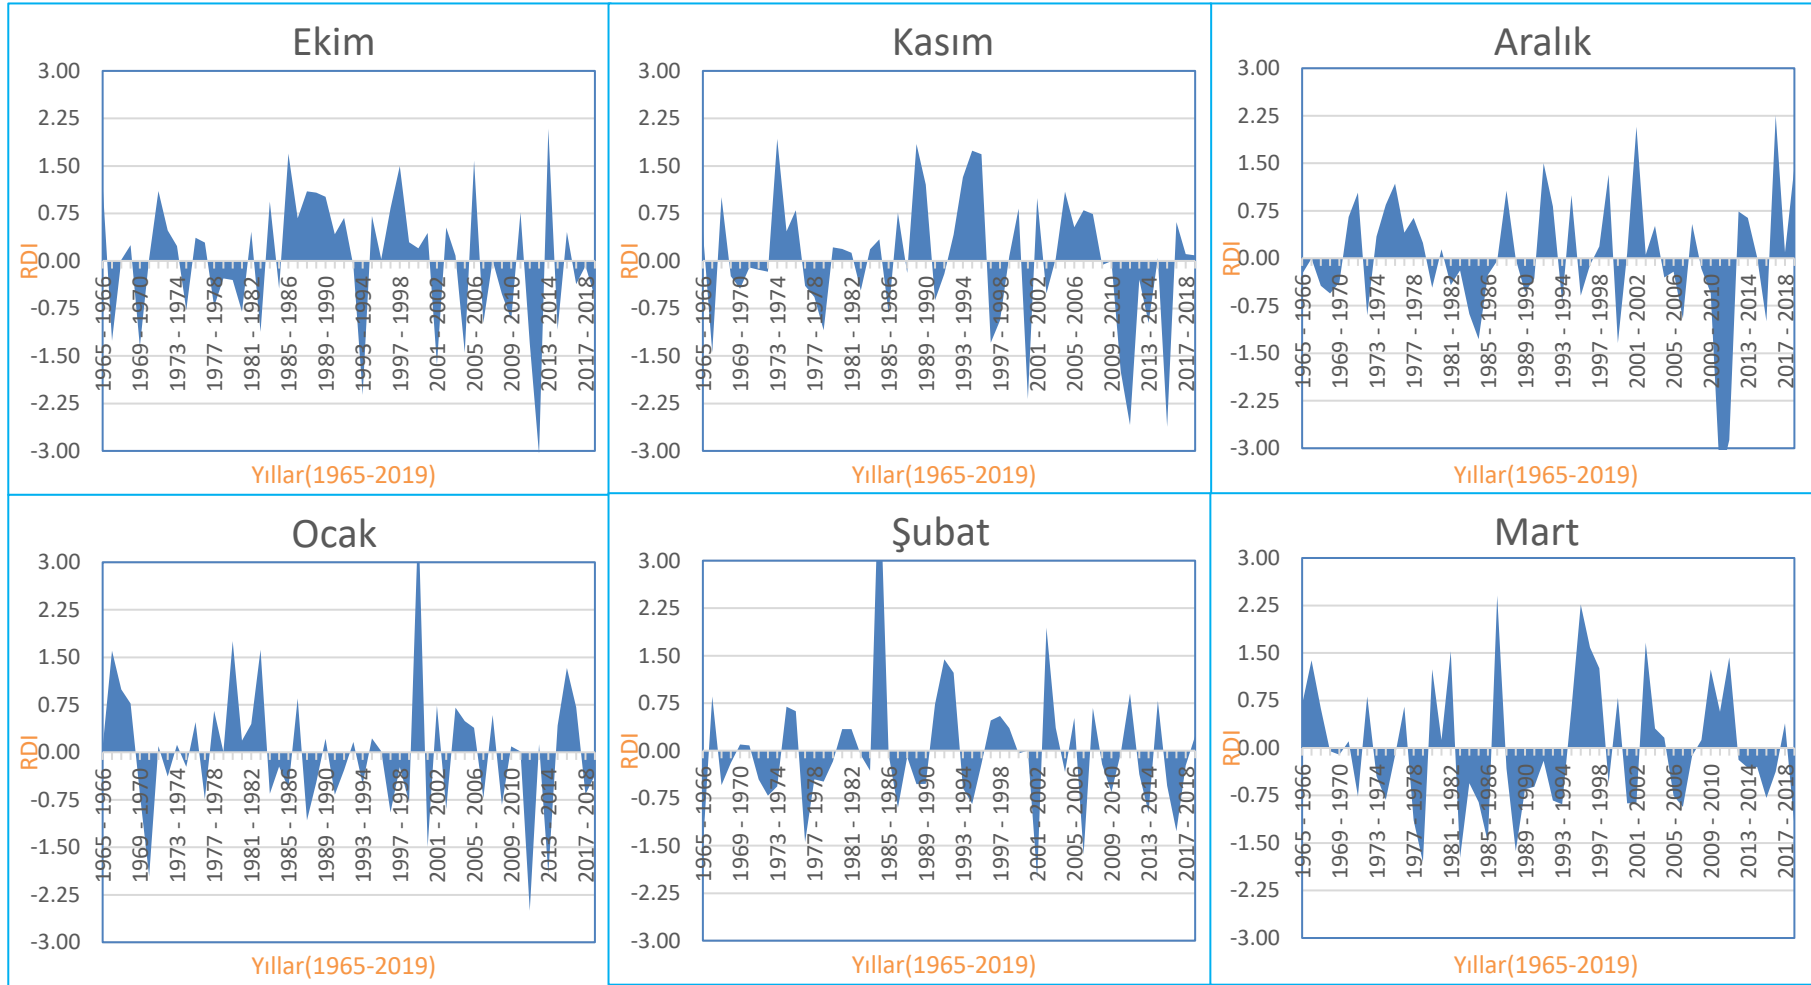 Ekim
3.00
2.25
1.50
0.75
0.00
-0.75
-1.50
-2.25
-3.00
RDI
1965 - 1966
1969 - 1970
1973 - 1974
1977 - 1978
1981 - 1982
1985 - 1986
1989 - 1990
1993 - 1994
1997 - 1998
2001 - 2002
2005 - 2006
2009 - 2010
2013 - 2014
2017 - 2018
Yıllar(1965-2019)
Kasım
3.00
2.25
1.50
0.75
0.00
-0.75
-1.50
-2.25
-3.00
RDI
1965 - 1966
1969 - 1970
1973 - 1974
1977 - 1978
1981 - 1982
1985 - 1986
1989 - 1990
1993 - 1994
1997 - 1998
2001 - 2002
2005 - 2006
2009 - 2010
2013 - 2014
2017 - 2018
Yıllar(1965-2019)
Aralık
3.00
2.25
1.50
0.75
0.00
-0.75
-1.50
-2.25
-3.00
RDI
1965 - 1966
1969 - 1970
1973 - 1974
1977 - 1978
1981 - 1982
1985 - 1986
1989 - 1990
1993 - 1994
1997 - 1998
2001 - 2002
2005 - 2006
2009 - 2010
2013 - 2014
2017 - 2018
Yıllar(1965-2019)
Ocak
3.00
2.25
1.50
0.75
0.00
-0.75
-1.50
-2.25
-3.00
RDI
1965 - 1966
1969 - 1970
1973 - 1974
1977 - 1978
1981 - 1982
1985 - 1986
1989 - 1990
1993 - 1994
1997 - 1998
2001 - 2002
2005 - 2006
2009 - 2010
2013 - 2014
2017 - 2018
Yıllar(1965-2019)
Şubat
3.00
2.25
1.50
0.75
0.00
-0.75
-1.50
-2.25
-3.00
RDI
1965 - 1966
1969 - 1970
1973 - 1974
1977 - 1978
1981 - 1982
1985 - 1986
1989 - 1990
1993 - 1994
1997 - 1998
2001 - 2002
2005 - 2006
2009 - 2010
2013 - 2014
2017 - 2018
Yıllar(1965-2019)
Mart
3.00
2.25
1.50
0.75
0.00
-0.75
-1.50
-2.25
-3.00
RDI
1965 - 1966
1969 - 1970
1973 - 1974
1977 - 1978
1981 - 1982
1985 - 1986
1989 - 1990
1993 - 1994
1997 - 1998
2001 - 2002
2005 - 2006
2009 - 2010
2013 - 2014
2017 - 2018
Yıllar(1965-2019)